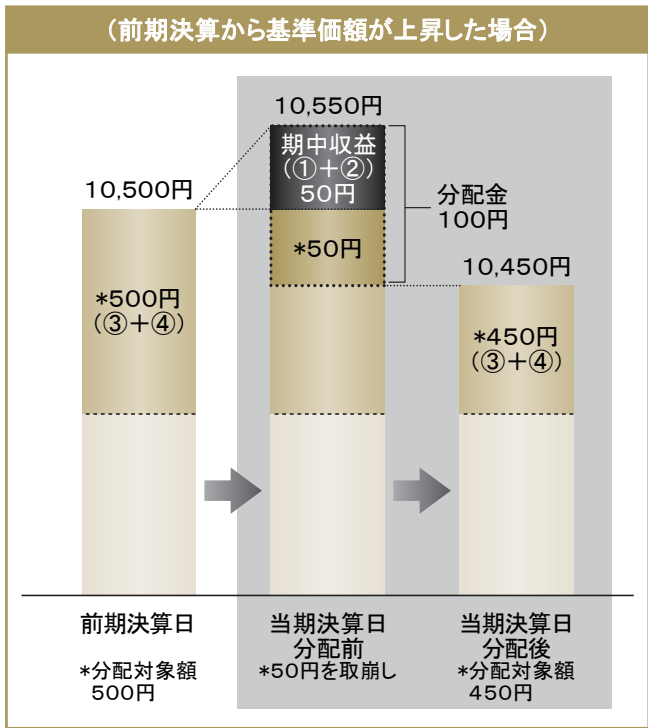 （前期決算から基準価額が上昇した場合）
10,550円
期中収益
（①＋②）
50円
10,500円
分配金
100円
*50円
10,450円
*500円
（③＋④）
*450円
（③＋④）
前期決算日
*分配対象額
500円
当期決算日
分配前
*50円を取崩し
当期決算日
分配後
*分配対象額
450円